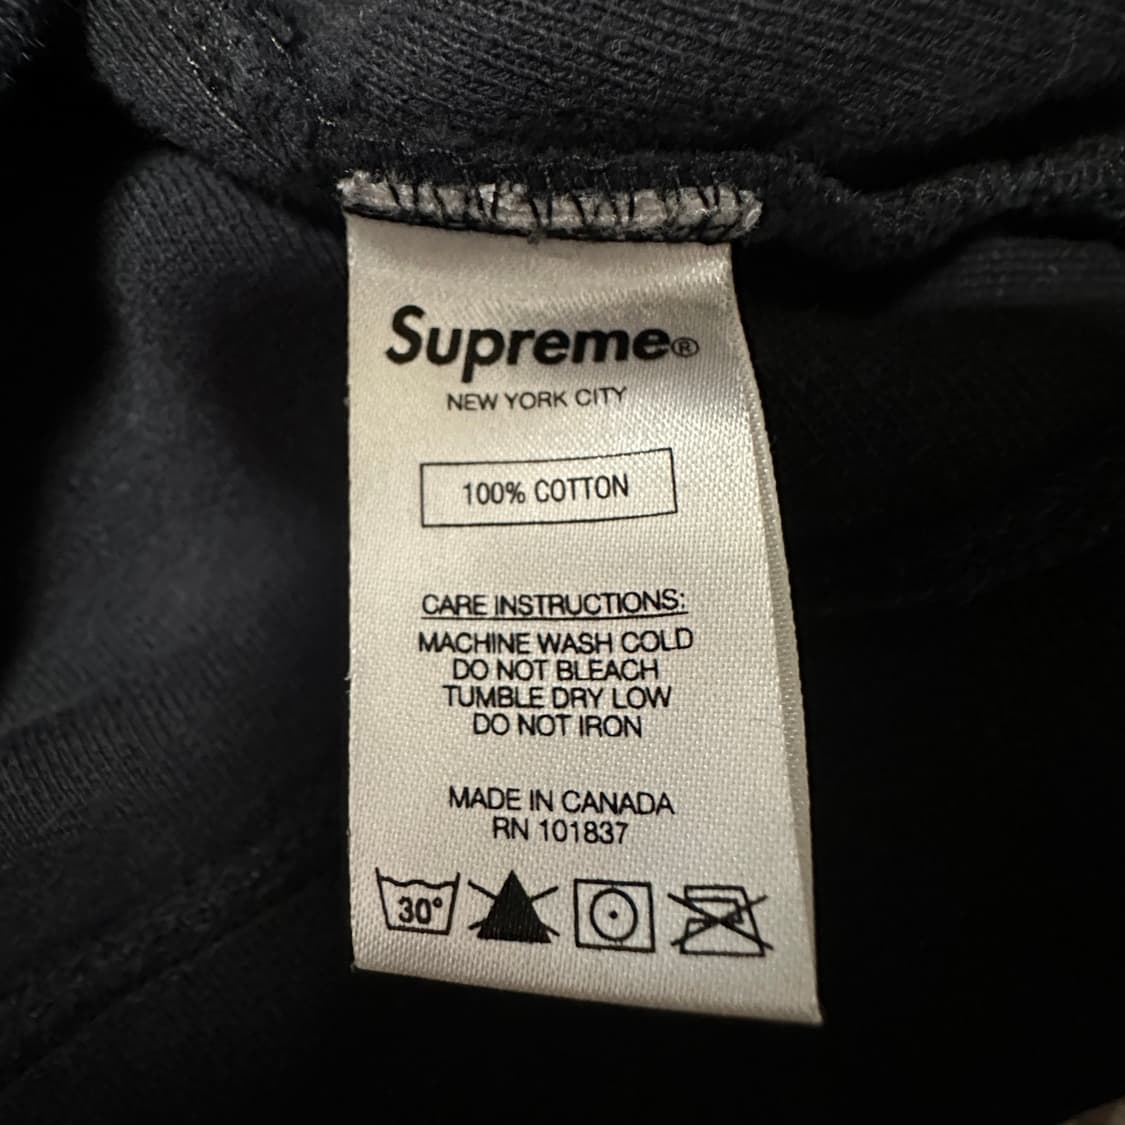 Supreme®
NEW YORK CITY
100% COTTON
CARE INSTRUCTIONS:
MACHINE WASH COLD
DO NOT BLEACH
TUMBLE DRY LOW
DO NOT IRON
MADE IN CANADA
RN 101837
30°